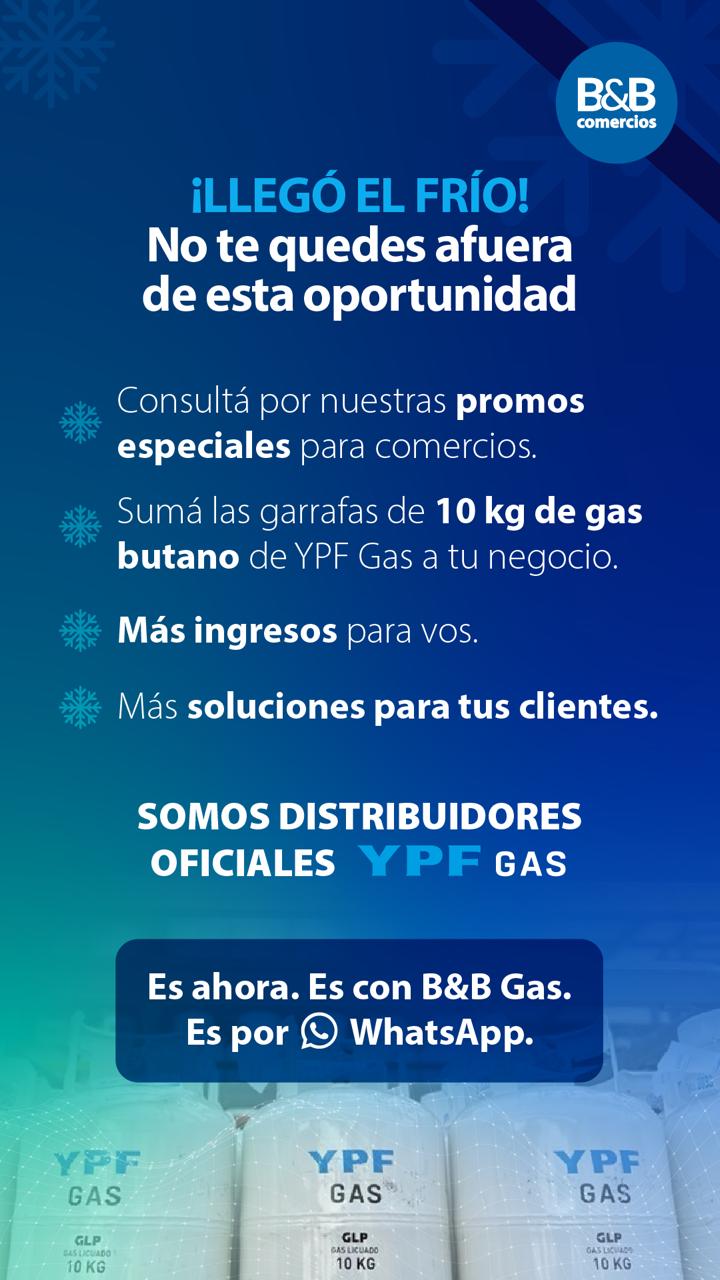 B&B
comercios
¡LLEGÓ EL FRÍO!
No te quedes afuera
de esta oportunidad
Consultá por nuestras promos
especiales para comercios.
Sumá las garrafas de 10 kg de gas
butano de YPF Gas a tu negocio.
Más ingresos para vos.
Más soluciones para tus clientes.
SOMOS DISTRIBUIDORES
OFICIALES YPF GAS
Es ahora. Es con B&B Gas.
Es por WhatsApp.
YPF
GAS
GLP
GAS LICUADO
10 KG
YPF
GAS
GLP
GAS LICUADO
10 KG
YPF
GAS
GLP
GAS LICUADO
10 KG